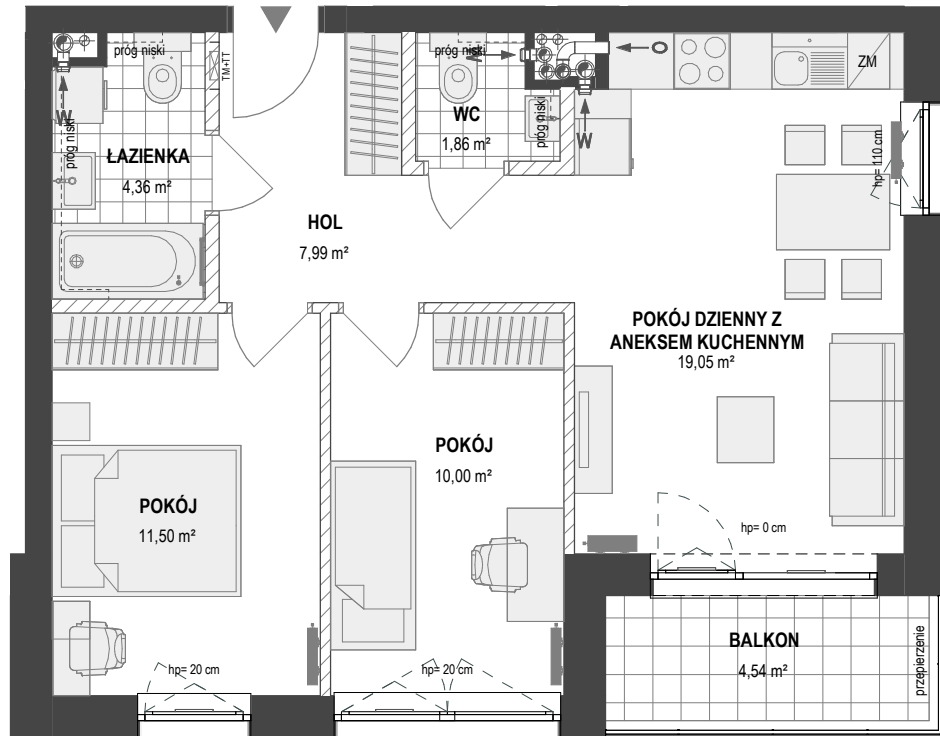 próg niski
TM+IT
W
próg niski
ŁAZIENKA
4,36 m²
próg niski
W
WC
1,86 m²
próg niski
O
W
ZM
hp= 110 cm
HOL
7,99 m²
POKÓJ DZIENNY Z
ANEKSEM KUCHENNYM
19,05 m²
POKÓJ
11,50 m²
POKÓJ
10,00 m²
hp= 0 cm
hp= 20 cm
hp= 20 cm
BALKON
4,54 m²
przepierzenie